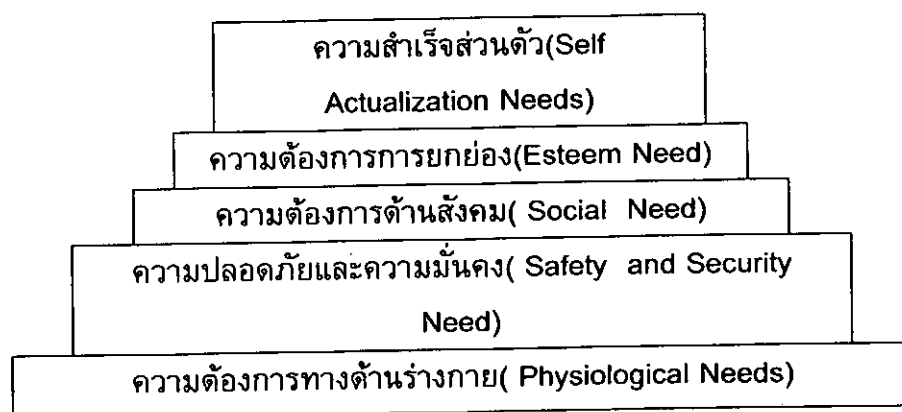 ความสำเร็จส่วนตัว(Self
Actualization Needs)
ความต้องการการยกย่อง(Esteem Need)
ความต้องการด้านสังคม( Social Need)
ความปลอดภัยและความมั่นคง( Safety and Security
Need)
ความต้องการทางด้านร่างกาย( Physiological Needs)